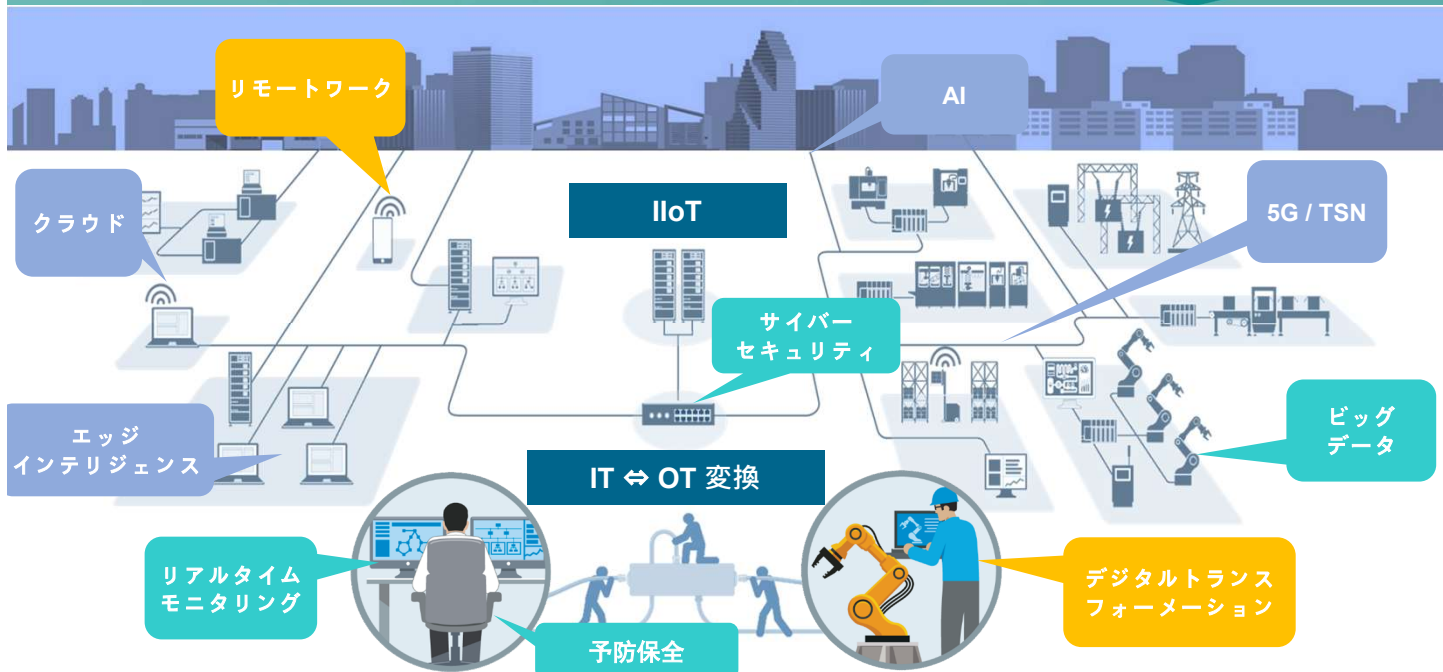 リモートワーク
AI
クラウド
IIoT
5G / TSN
サイバー
セキュリティ
エッジ
インテリジェンス
ビッグ
データ
IT ⇔ OT 変換
リアルタイム
モニタリング
デジタルトランス
フォーメーション
予防保全